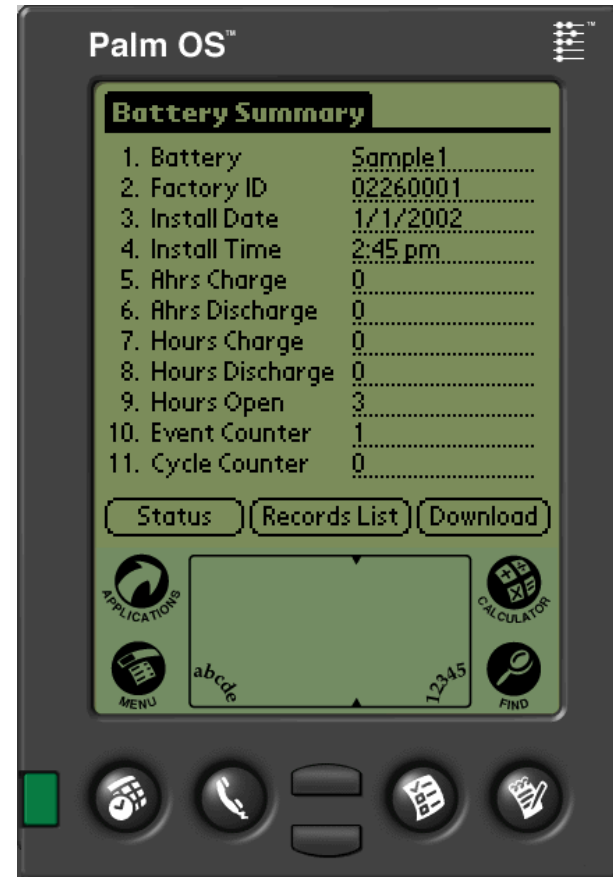 Palm OS™
™
Battery Summary
1. Battery Sample1
2. Factory ID 02260001
3. Install Date 1/1/2002
4. Install Time 2:45 pm
5. Ahrs Charge 0
6. Ahrs Discharge 0
7. Hours Charge 0
8. Hours Discharge 0
9. Hours Open 3
10. Event Counter 1
11. Cycle Counter 0
Status Records List Download
APPLICATIONS CALCULATOR
MENU abcde 12345 FIND